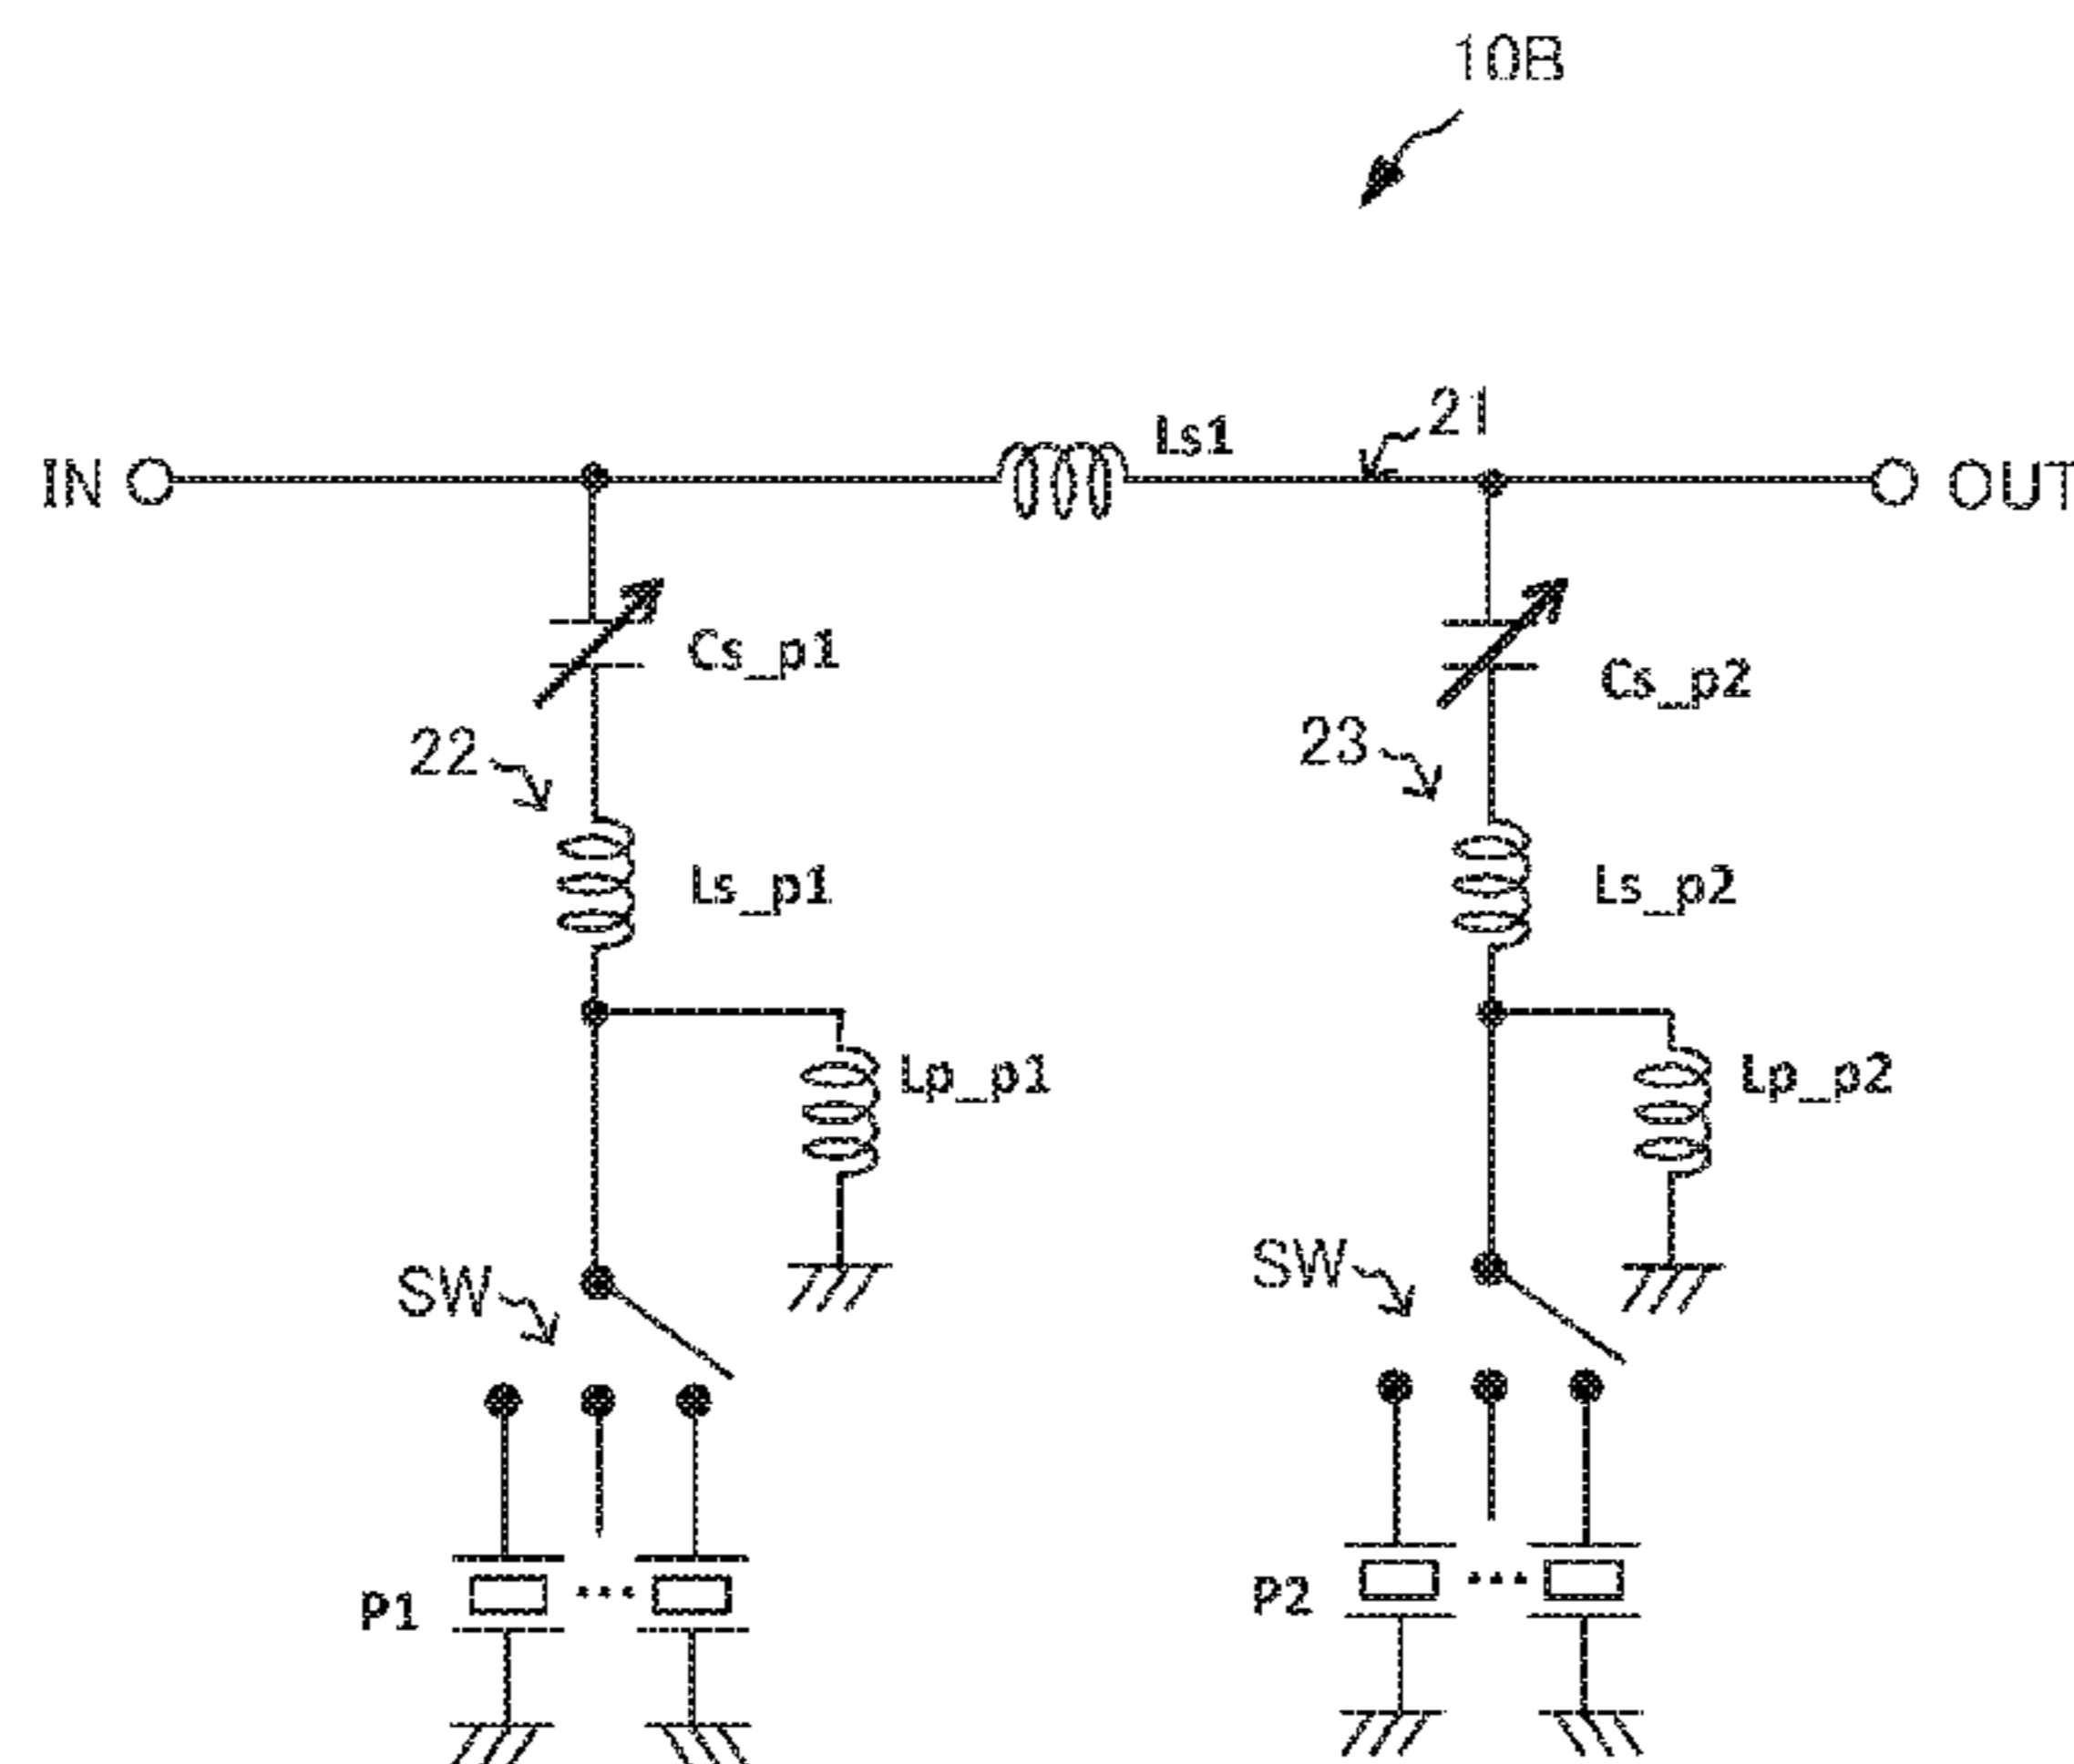 10B
IN
Ls1
21
OUT
Cs_p1
Cs_p2
22
23
Ls_p1
Ls_p2
Lp_p1
Lp_p2
SW
SW
P1
P2